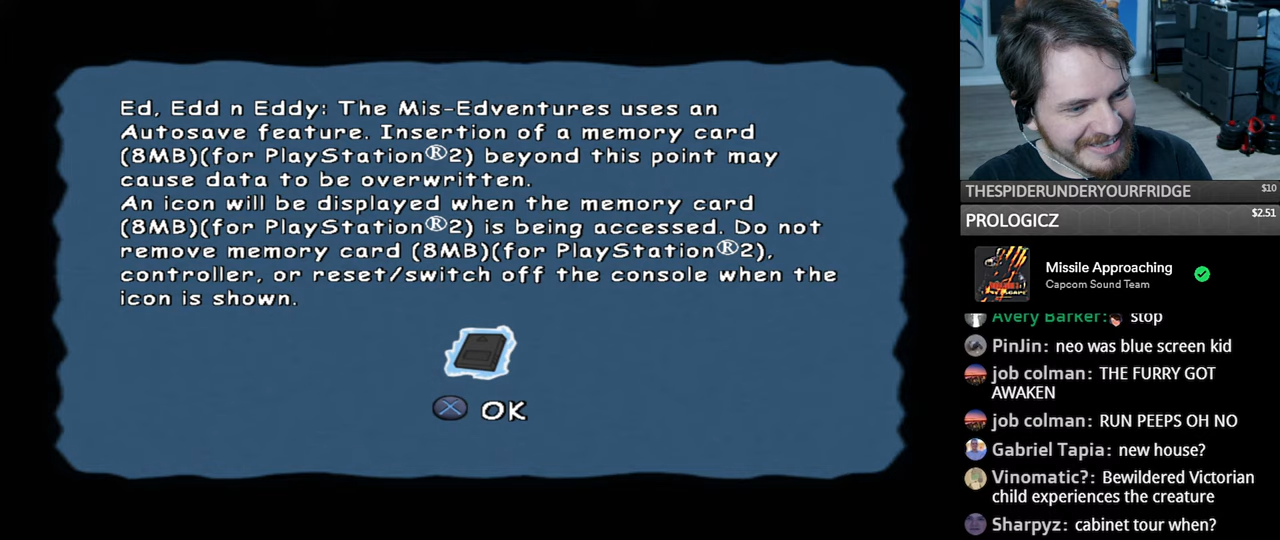 Ed, Edd n Eddy: The Mis-Edventures uses an
Autosave feature. Insertion of a memory card
(8MB)(for PlayStation®2) beyond this point may
cause data to be overwritten.
An icon will be displayed when the memory card
(8MB)(for PlayStation®2) is being accessed. Do not
remove memory card (8MB)(for PlayStation®2),
controller, or reset/switch off the console when the
icon is shown.
OK
THESPIDERUNDERYOURFRIDGE $10
PROLOGICZ $2.51
Missile Approaching
Capcom Sound Team
Avery Barker: stop
PinJin: neo was blue screen kid
job colman: THE FURRY GOT
AWAKEN
job colman: RUN PEEPS OH NO
Gabriel Tapia: new house?
Vinomatic?: Bewildered Victorian
child experiences the creature
Sharpyz: cabinet tour when?